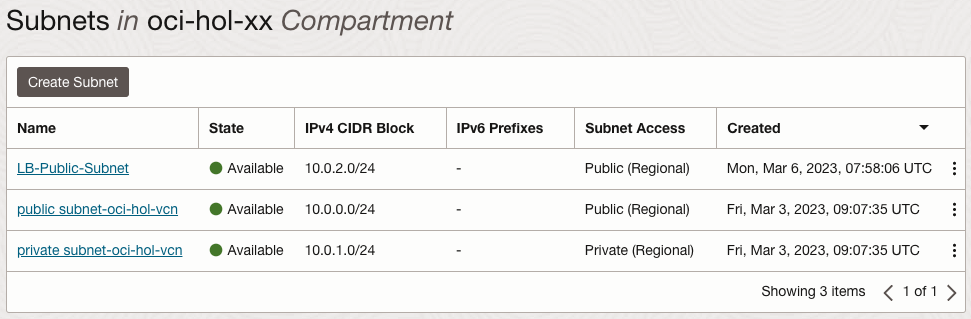 Subnets in oci-hol-xx Compartment
Create Subnet
Name State IPv4 CIDR Block IPv6 Prefixes Subnet Access Created
LB-Public-Subnet Available 10.0.2.0/24 - Public (Regional) Mon, Mar 6, 2023, 07:58:06 UTC
public subnet-oci-hol-vcn Available 10.0.0.0/24 - Public (Regional) Fri, Mar 3, 2023, 09:07:35 UTC
private subnet-oci-hol-vcn Available 10.0.1.0/24 - Private (Regional) Fri, Mar 3, 2023, 09:07:35 UTC
Showing 3 items < 1 of 1 >